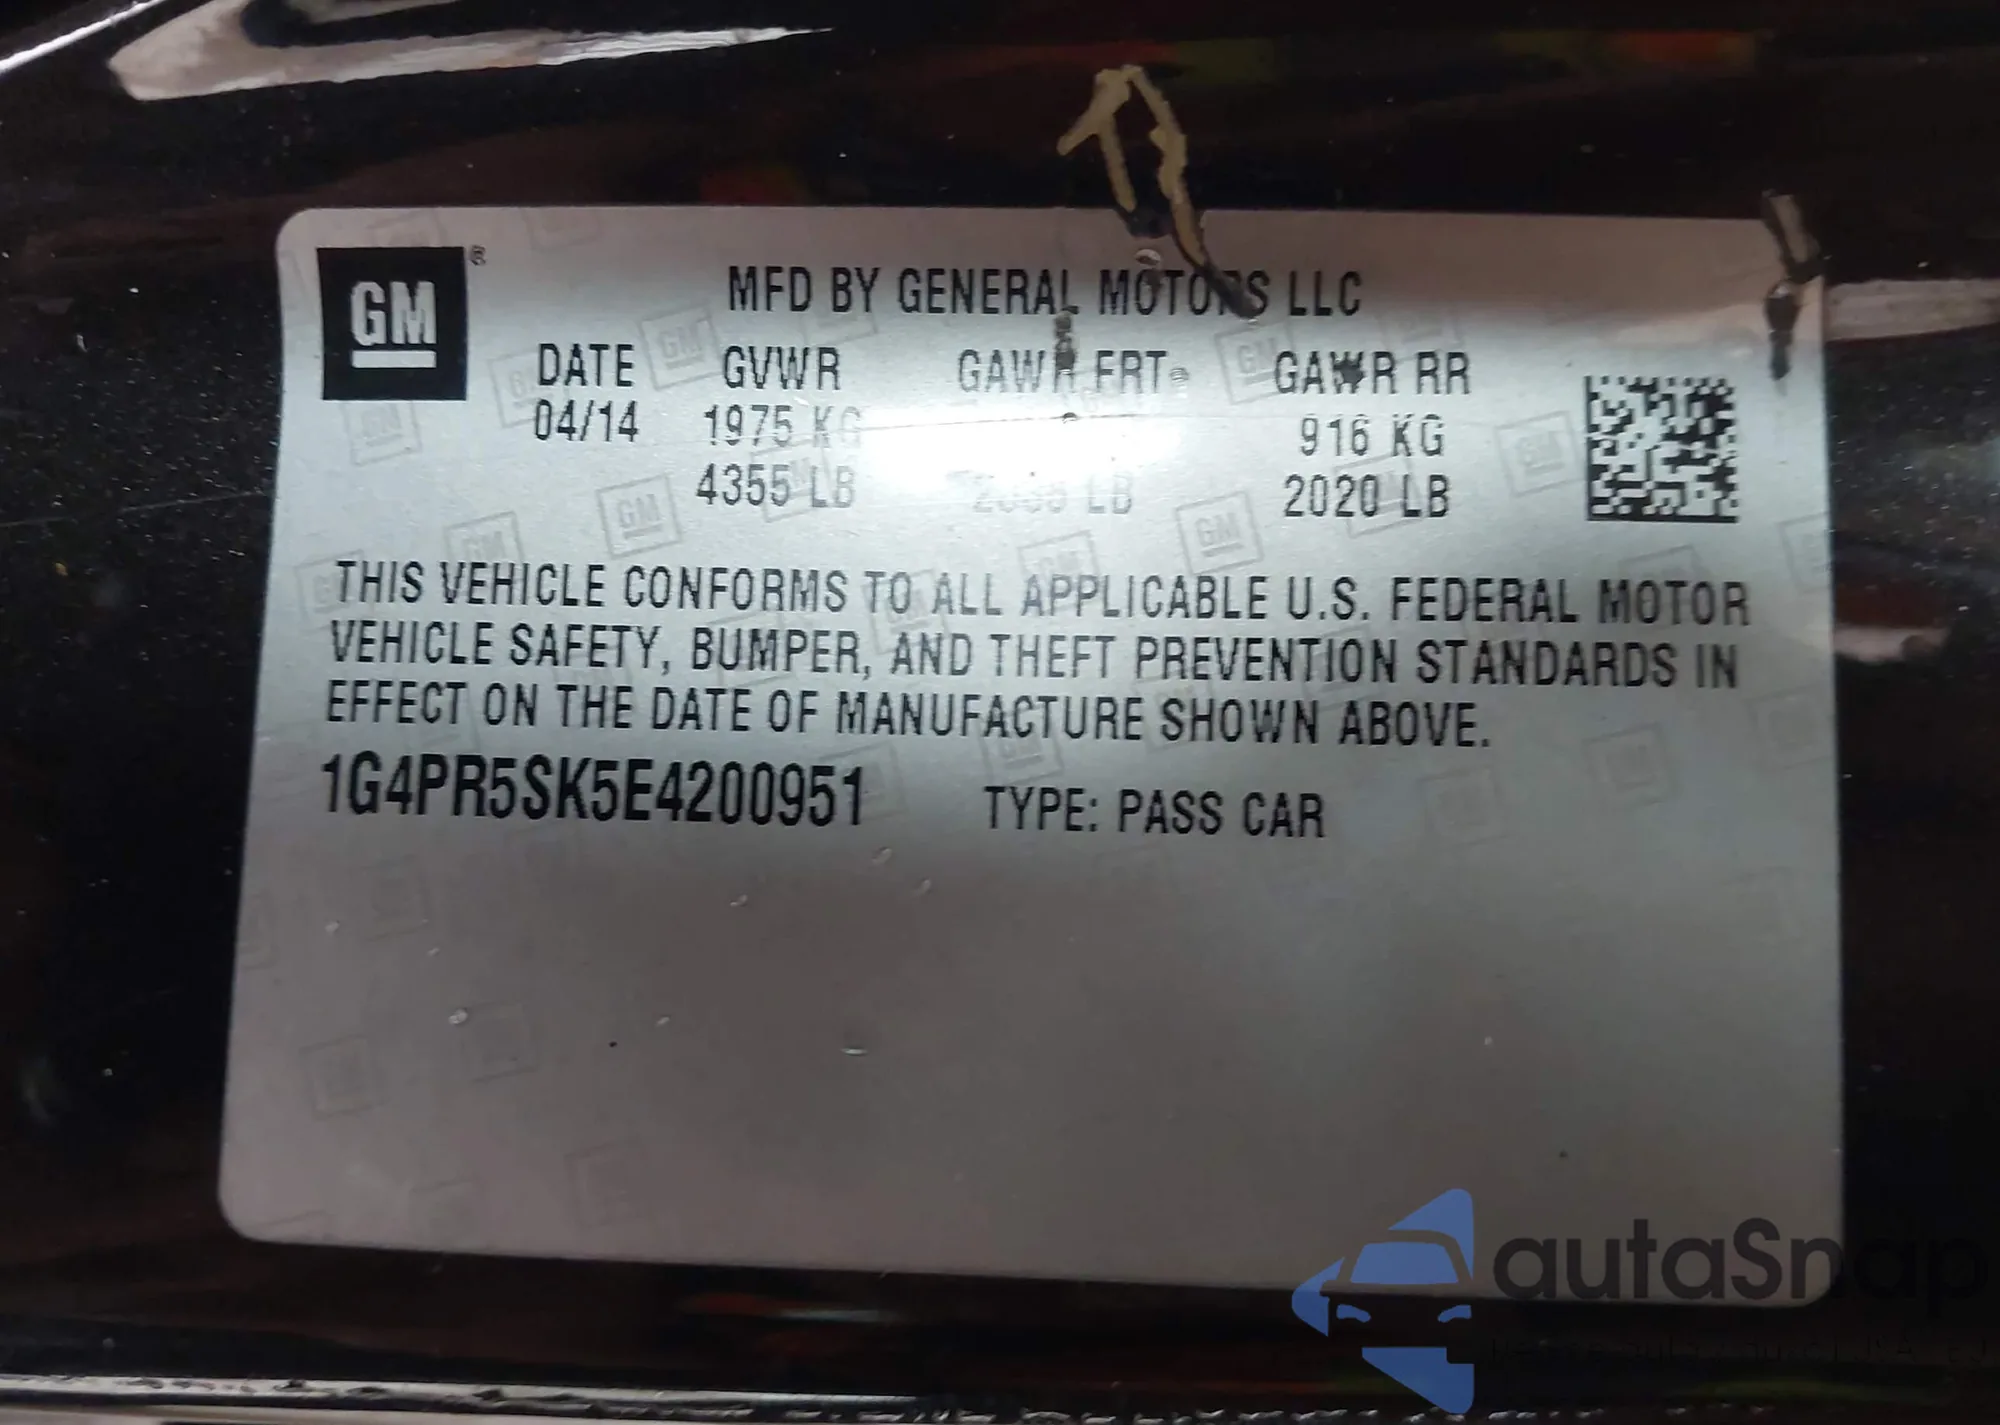 GM®
MFD BY GENERAL MOTORS LLC
DATE GVWR GAWR FRT GAWR RR
04/14 1975 KG 916 KG
4355 LB LB 2020 LB
THIS VEHICLE CONFORMS TO ALL APPLICABLE U.S. FEDERAL MOTOR
VEHICLE SAFETY, BUMPER, AND THEFT PREVENTION STANDARDS IN
EFFECT ON THE DATE OF MANUFACTURE SHOWN ABOVE.
1G4PR5SK5E4200951 TYPE: PASS CAR
autaSnap